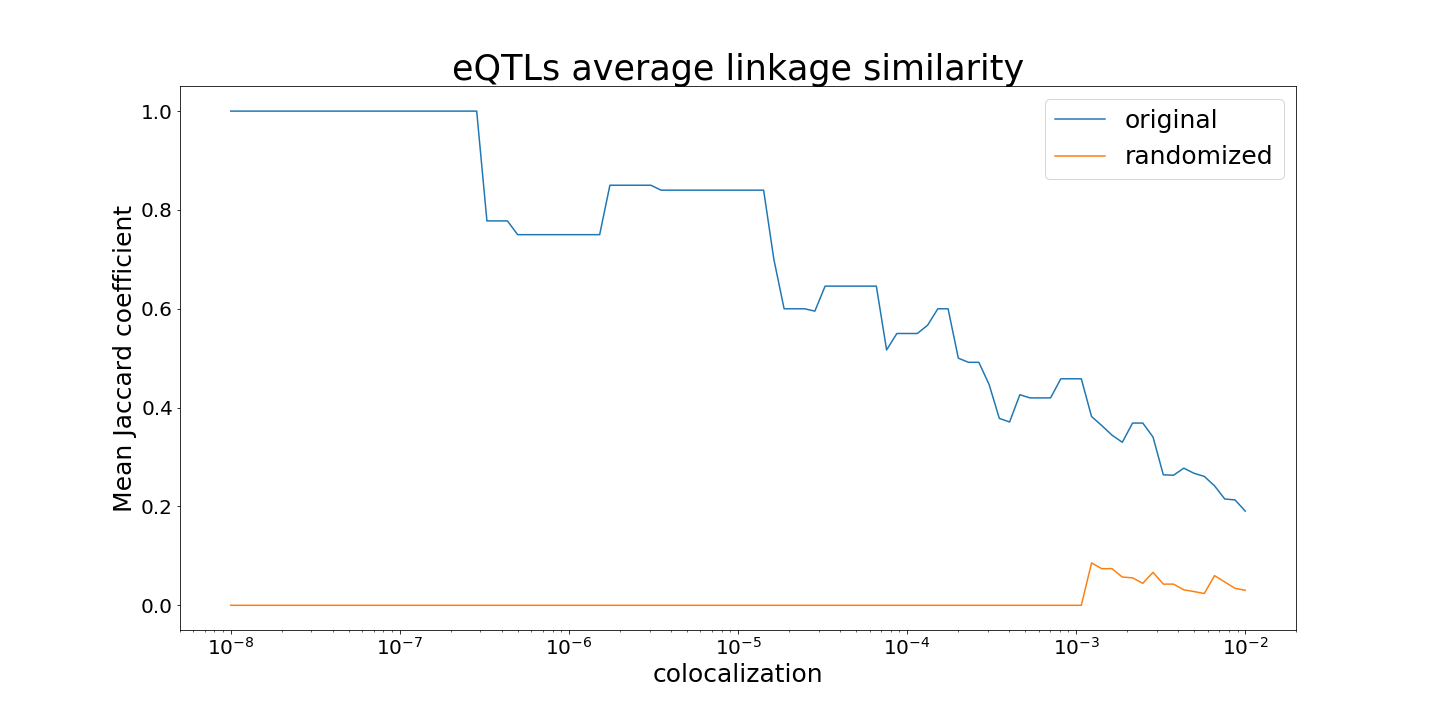 eQTLs average linkage similarity
original
randomized
Mean Jaccard coefficient
1.0
0.8
0.6
0.4
0.2
0.0
10⁻⁸ 10⁻⁷ 10⁻⁶ 10⁻⁵ 10⁻⁴ 10⁻³ 10⁻²
colocalization